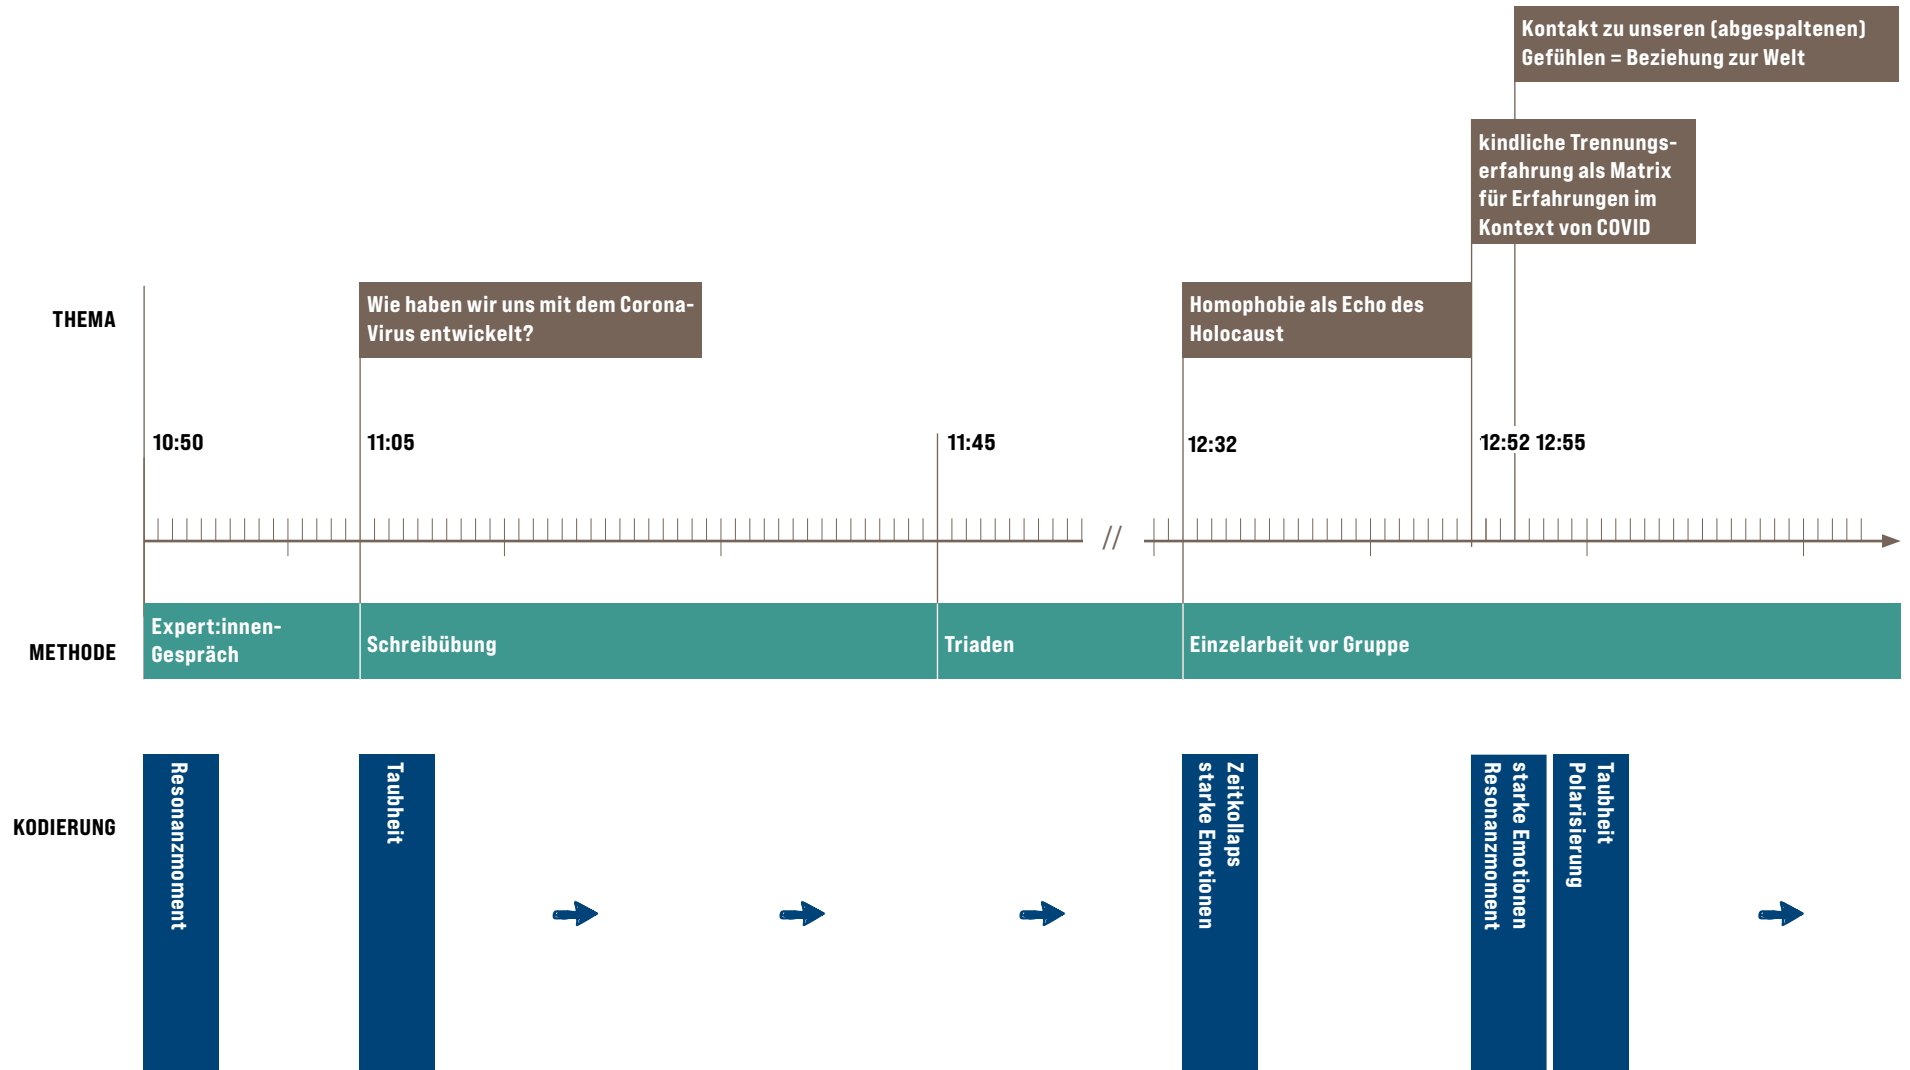 Kontakt zu unseren (abgespaltenen)
Gefühlen = Beziehung zur Welt
kindliche Trennungs-
erfahrung als Matrix
für Erfahrungen im
Kontext von COVID
THEMA
Wie haben wir uns mit dem Corona-
Virus entwickelt?
Homophobie als Echo des
Holocaust
10:50
11:05
11:45
12:32
12:52 12:55
//
METHODE
Expert:innen-
Gespräch
Schreibübung
Triaden
Einzelarbeit vor Gruppe
KODIERUNG
Resonanzmoment
Taubheit
Zeitkollaps
starke Emotionen
starke Emotionen
Resonanzmoment
Taubheit
Polarisierung